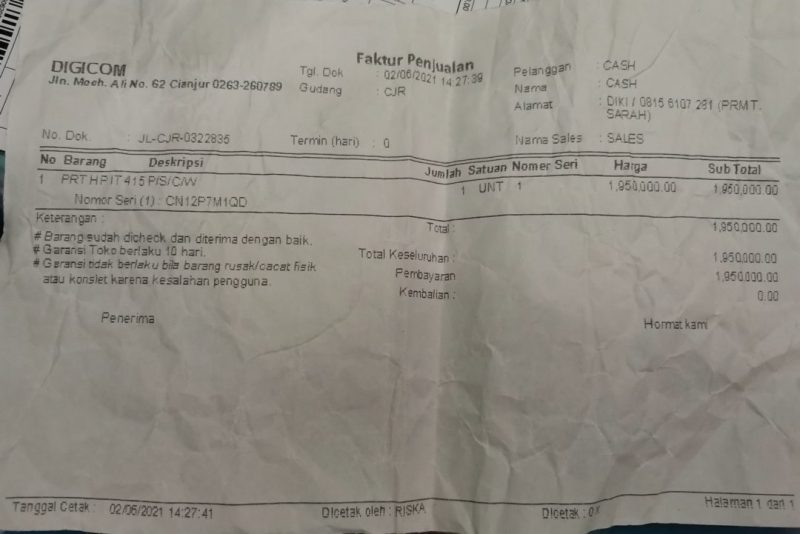 Faktur Penjualan
DIGICOM
Jln. Moch. Ali No. 62 Cianjur 0263-260789
Tgl. Dok : 02/06/2021 14:27:39
Gudang : CJR
Pelanggan : CASH
Nama : CASH
Alamat : DIKI / 0815 6107 281 (PRMT. SARAH)
No. Dok. : JL-CJR-0322835
Termin (hari) : 0
Nama Sales : SALES
No Barang Deskripsi Jumlah Satuan Nomer Seri Harga Sub Total
1 PRT HP IT 415 P/S/C/W 1 UNT 1 1,950,000.00 1,950,000.00
Nomor Seri (1) : CN12P7M1QD
Keterangan :
# Barang sudah dicheck dan diterima dengan baik.
# Garansi Toko berlaku 10 hari.
# Garansi tidak berlaku bila barang rusak/cacat fisik
atau konslet karena kesalahan pengguna.
Total : 1,950,000.00
Total Keseluruhan : 1,950,000.00
Pembayaran 1,950,000.00
Kembalian : 0.00
Penerima
Hormat kami
Tanggal Cetak : 02/06/2021 14:27:41
Dicetak oleh : RISKA
Dicetak : 0X
Halaman 1 dari 1